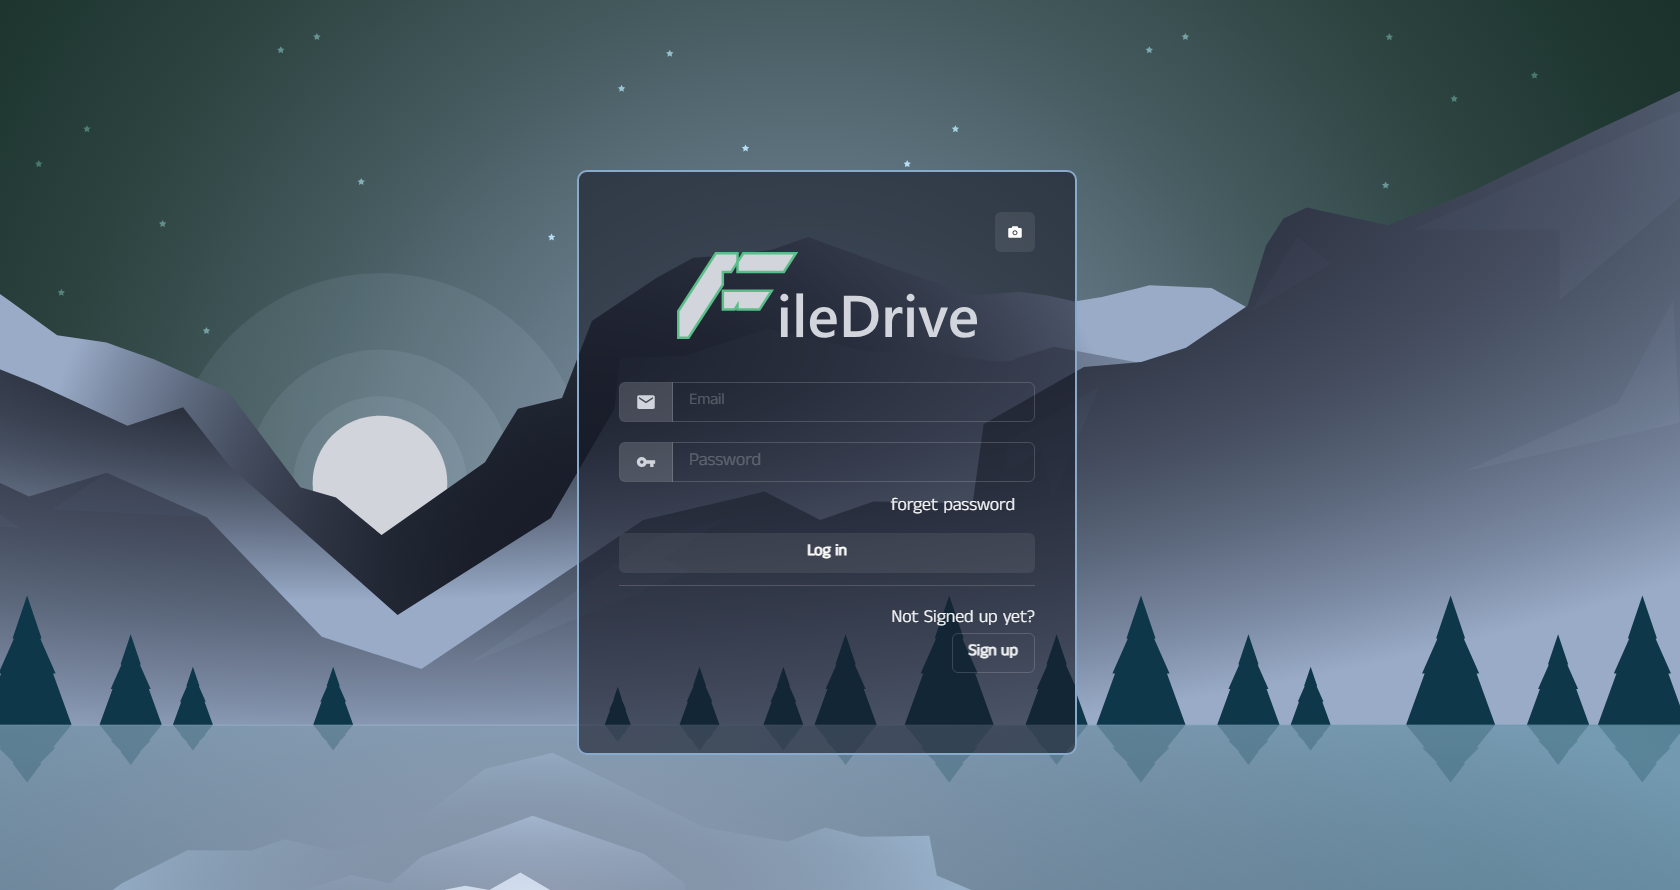 FileDrive
Email
Password
forget password
Log in
Not Signed up yet?
Sign up